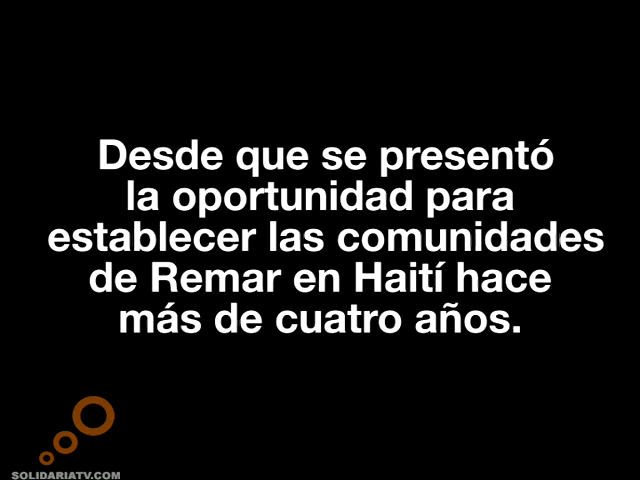 Desde que se presentó
la oportunidad para
establecer las comunidades
de Remar en Haití hace
más de cuatro años.
SOLIDARIATV.COM